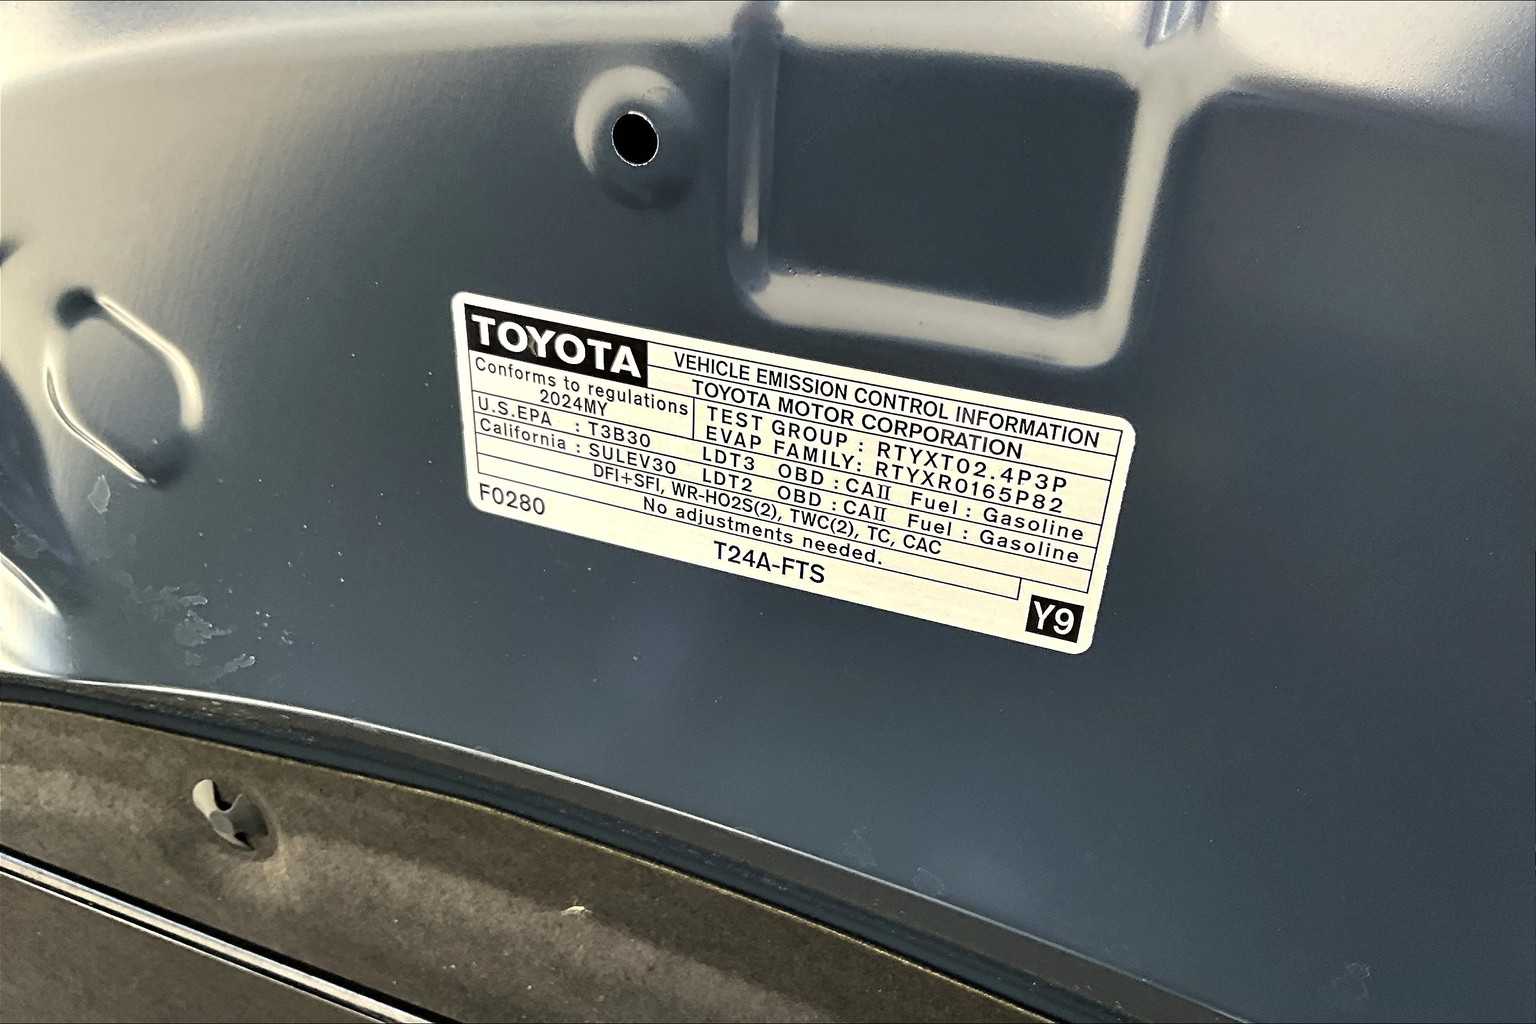 TOYOTA
VEHICLE EMISSION CONTROL INFORMATION
Conforms to regulations
2024MY
TOYOTA MOTOR CORPORATION
TEST GROUP : RTYXT02.4P3P
EVAP FAMILY: RTYXR0165P82
U.S.EPA : T3B30 LDT3 OBD : CAⅡ Fuel : Gasoline
California : SULEV30 LDT2 OBD : CAⅡ Fuel : Gasoline
DFI+SFI, WR-HO2S(2), TWC(2), TC, CAC
No adjustments needed.
F0280
T24A-FTS
Y9